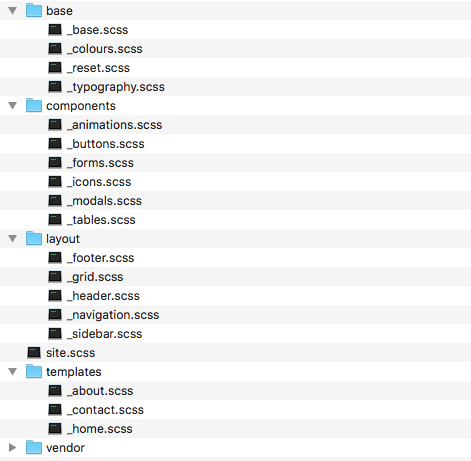 base
_base.scss
_colours.scss
_reset.scss
_typography.scss
components
_animations.scss
_buttons.scss
_forms.scss
_icons.scss
_modals.scss
_tables.scss
layout
_footer.scss
_grid.scss
_header.scss
_navigation.scss
_sidebar.scss
site.scss
templates
_about.scss
_contact.scss
_home.scss
vendor